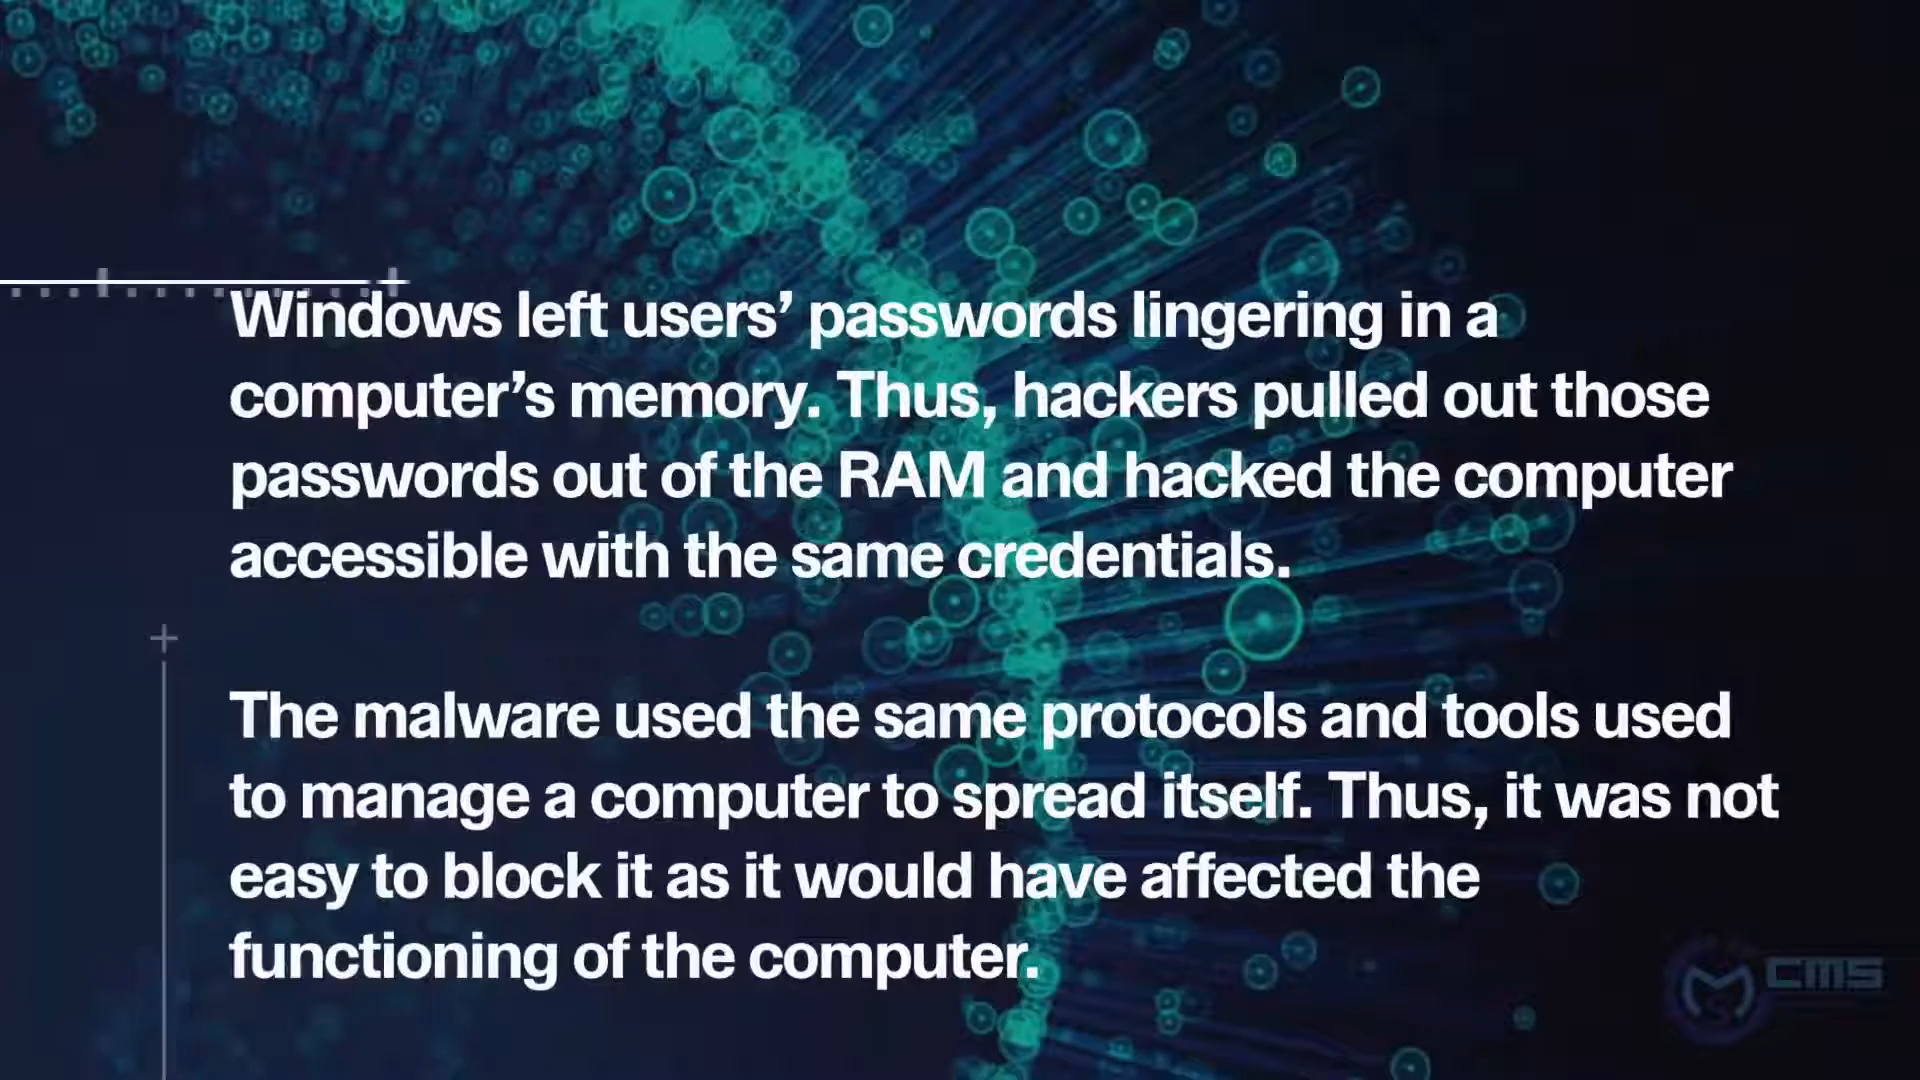 Windows left users’ passwords lingering in a
computer’s memory. Thus, hackers pulled out those
passwords out of the RAM and hacked the computer
accessible with the same credentials.
The malware used the same protocols and tools used
to manage a computer to spread itself. Thus, it was not
easy to block it as it would have affected the
functioning of the computer.
CMS